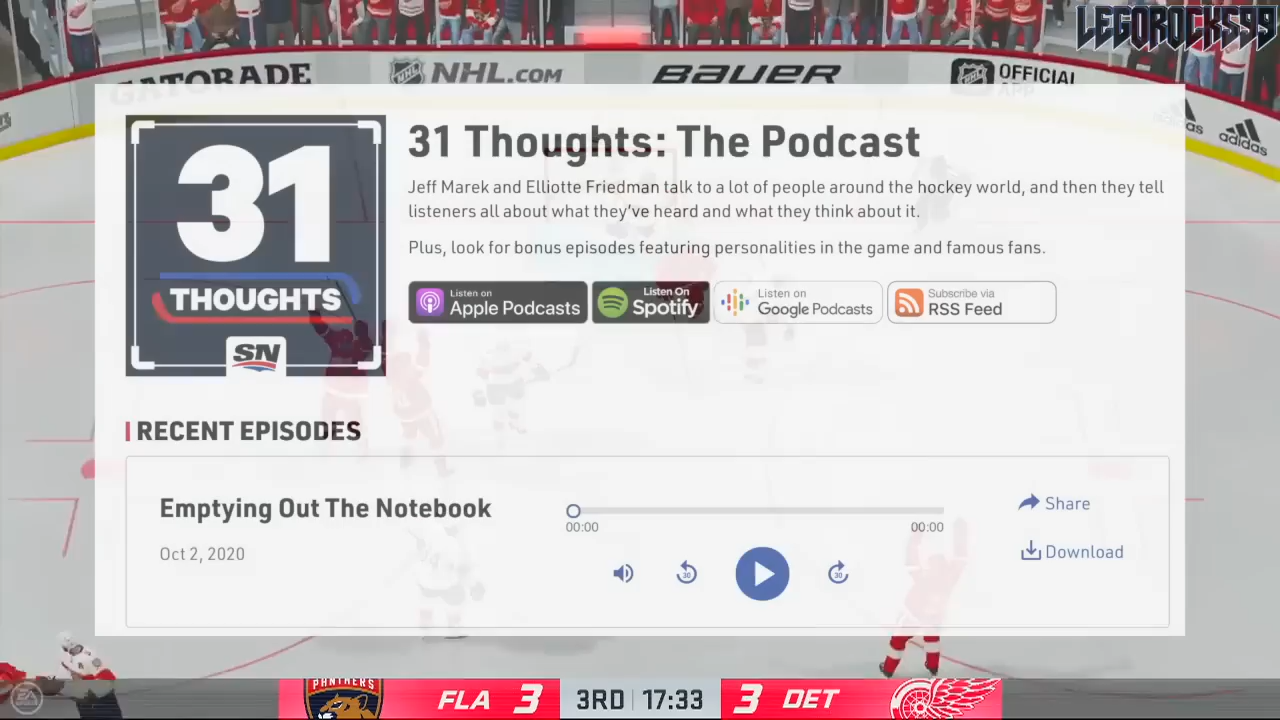 LEGOROCKS99
GATORADE
NHL.COM
BAUER
OFFICIAL
APP
adidas
adidas
31
THOUGHTS
SN
31 Thoughts: The Podcast
Jeff Marek and Elliotte Friedman talk to a lot of people around the hockey world, and then they tell
listeners all about what they've heard and what they think about it.
Plus, look for bonus episodes featuring personalities in the game and famous fans.
Listen on
Apple Podcasts
Listen On
Spotify
Listen on
Google Podcasts
Subscribe via
RSS Feed
RECENT EPISODES
Emptying Out The Notebook
Oct 2, 2020
00:00
00:00
30
30
Share
Download
PANTHERS
FLA 3 3RD 17:33 3 DET